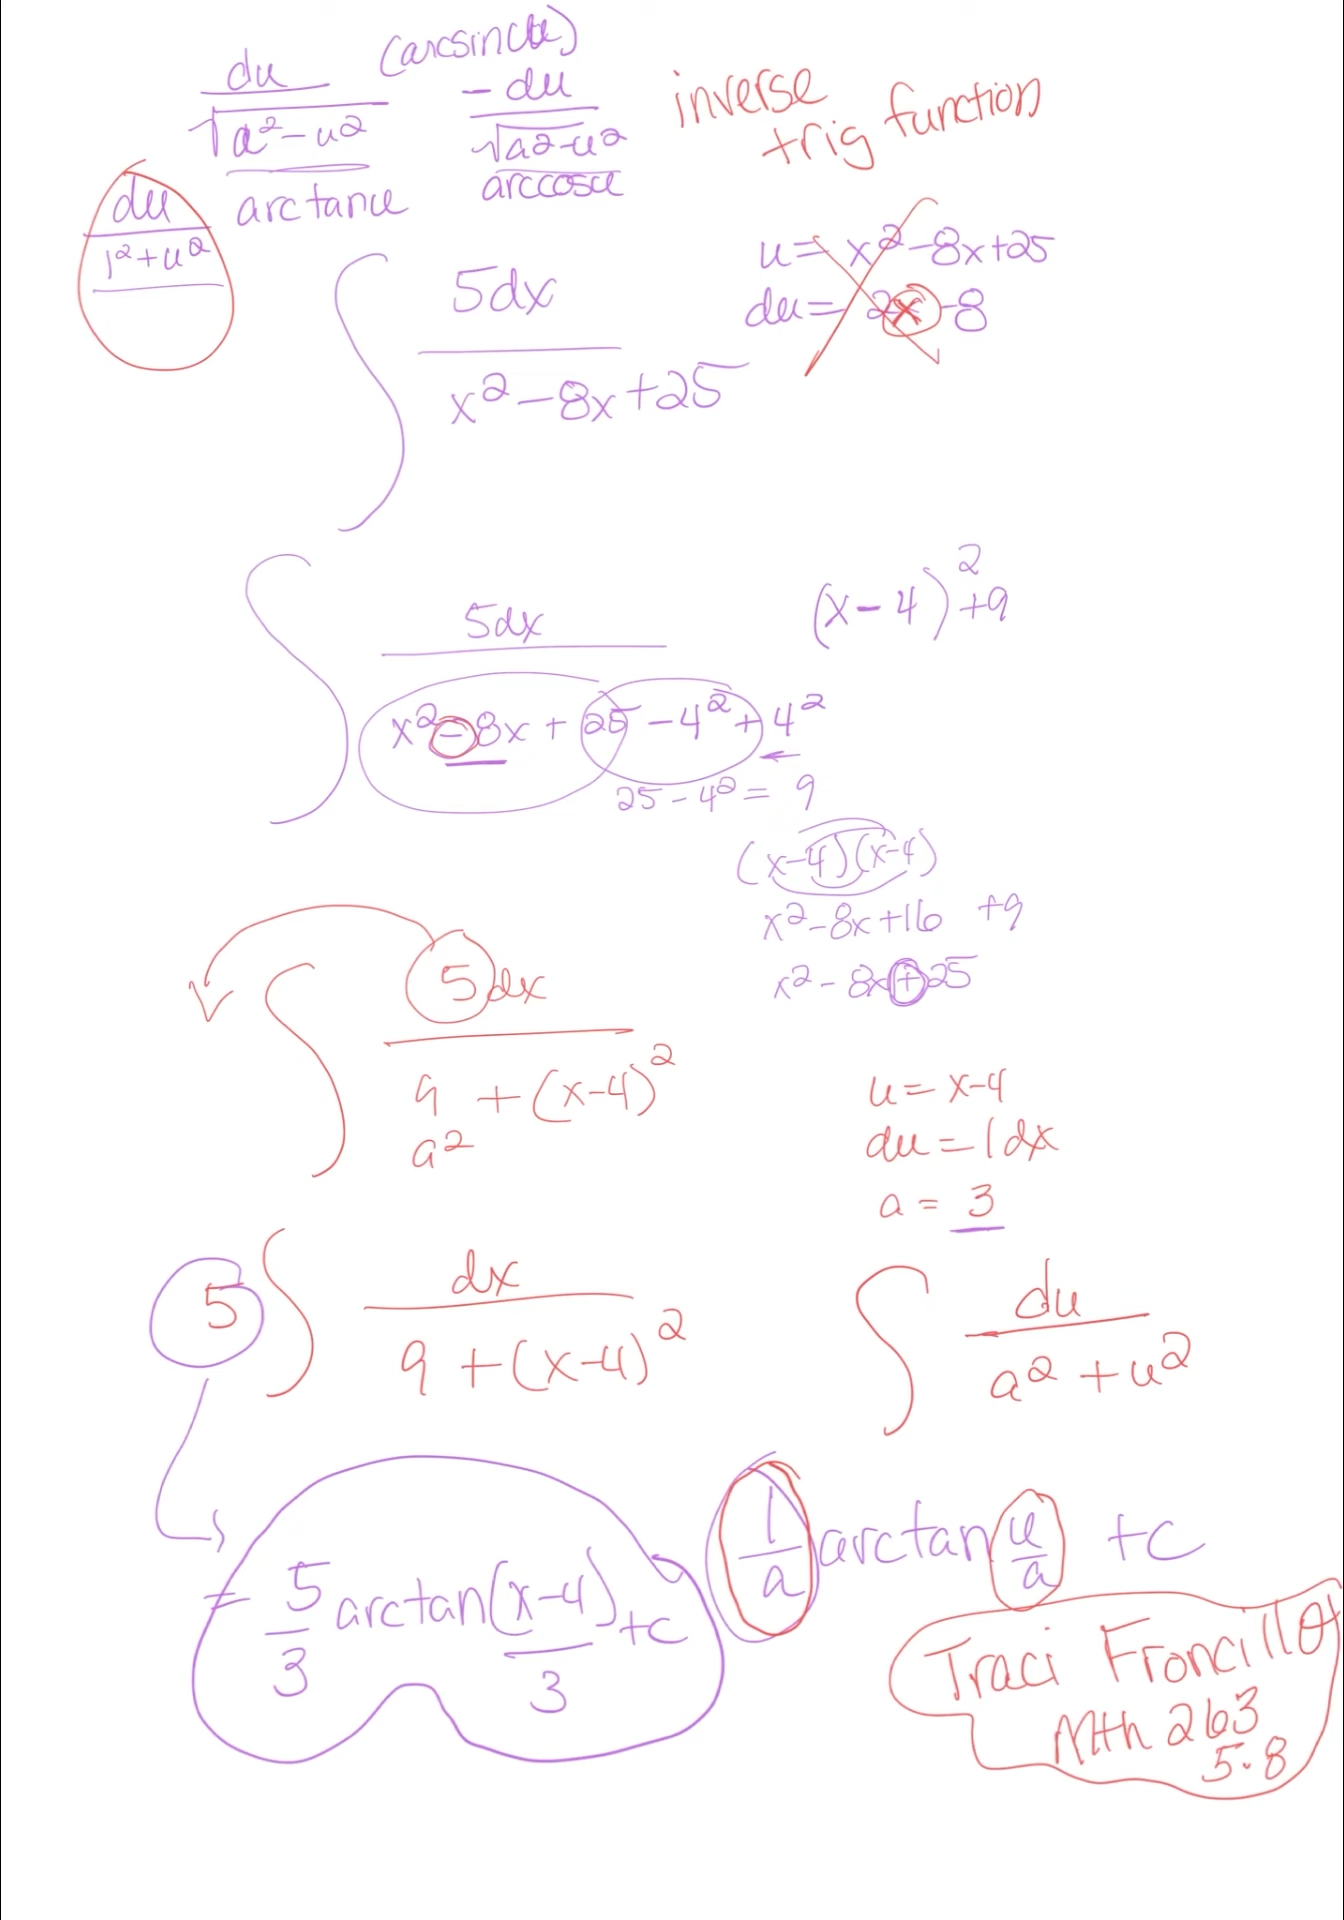 du
√a²-u²
(arcsin u)
-du
√a²-u²
arccosu
inverse
trig function
du
1²+u²
arctanu
∫ 5dx
x²-8x+25
u= x²-8x+25
du= 2x-8
∫ 5dx
x²-8x+25-4²+4²
(x-4)²+9
25-4²=9
(x-4)(x-4)
x²-8x+16 +9
x²-8x+25
∫ 5dx
9 +(x-4)²
a²
u=x-4
du=1dx
a = 3
5∫ dx
9+(x-4)²
∫ du
a²+u²
1/a arctan u/a +c
= 5/3 arctan(x-4)/3 +c
Traci Froncillo
Mth 263
5.8